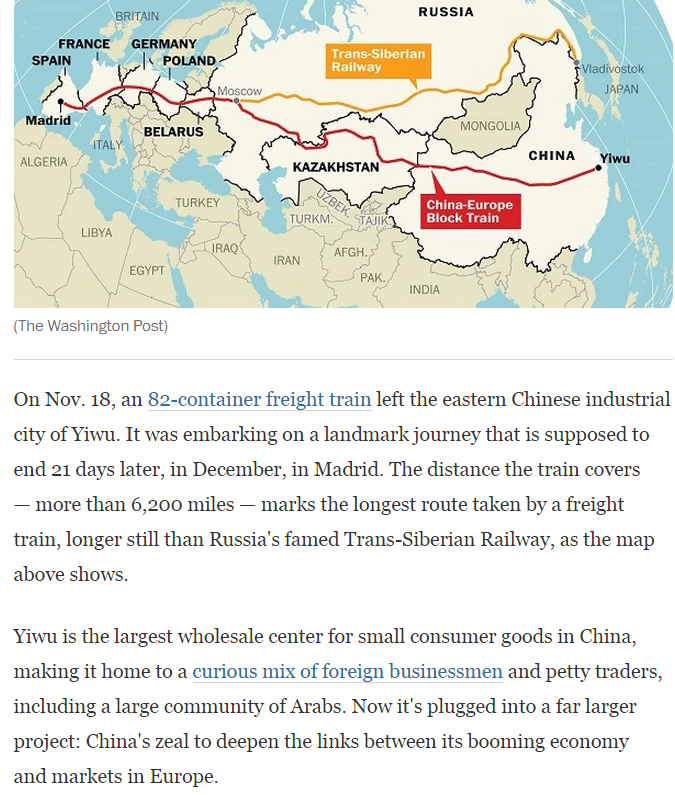 BRITAIN
RUSSIA
FRANCE
GERMANY
SPAIN
POLAND
Trans-Siberian
Railway
Moscow
Vladivostok
JAPAN
Madrid
BELARUS
MONGOLIA
ITALY
KAZAKHSTAN
CHINA
Yiwu
ALGERIA
TURKEY
UZBEK.
TURKM.
TAJIK.
China-Europe
Block Train
LIBYA
IRAQ
IRAN
AFGH.
EGYPT
PAK.
INDIA
(The Washington Post)
On Nov. 18, an 82-container freight train left the eastern Chinese industrial
city of Yiwu. It was embarking on a landmark journey that is supposed to
end 21 days later, in December, in Madrid. The distance the train covers
— more than 6,200 miles — marks the longest route taken by a freight
train, longer still than Russia's famed Trans-Siberian Railway, as the map
above shows.
Yiwu is the largest wholesale center for small consumer goods in China,
making it home to a curious mix of foreign businessmen and petty traders,
including a large community of Arabs. Now it's plugged into a far larger
project: China's zeal to deepen the links between its booming economy
and markets in Europe.